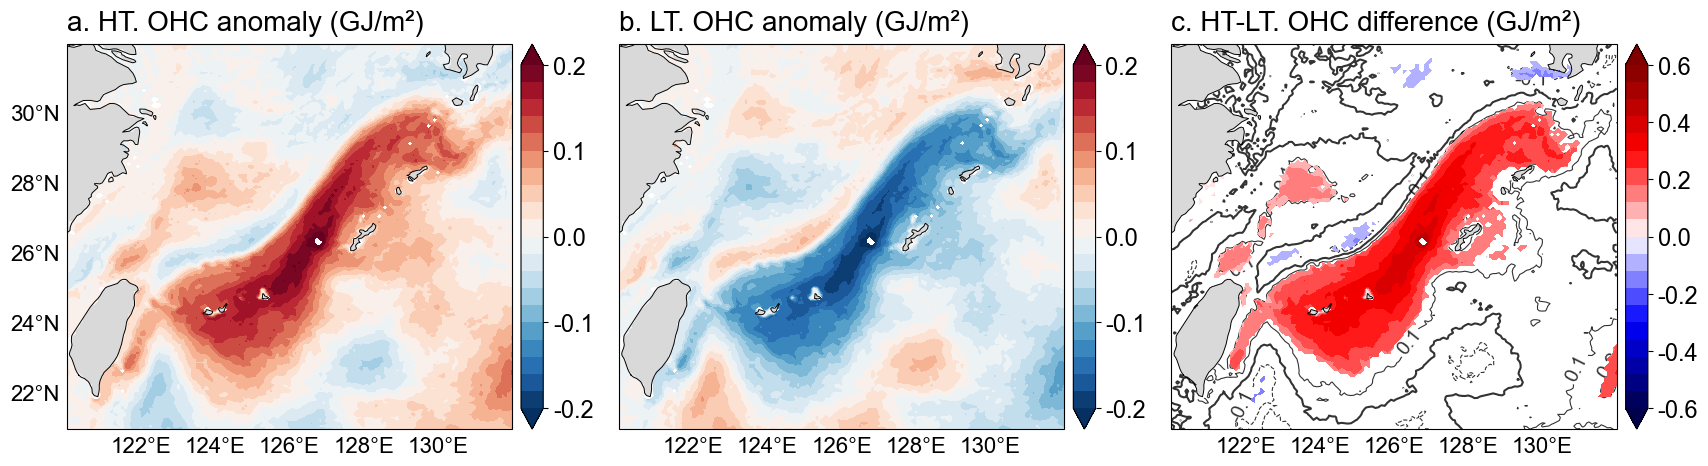 a. HT. OHC anomaly (GJ/m²)
b. LT. OHC anomaly (GJ/m²)
c. HT-LT. OHC difference (GJ/m²)
30°N
28°N
26°N
24°N
22°N
122°E 124°E 126°E 128°E 130°E
0.2
0.1
0.0
-0.1
-0.2
122°E 124°E 126°E 128°E 130°E
0.2
0.1
0.0
-0.1
-0.2
0.1
0.1
122°E 124°E 126°E 128°E 130°E
0.6
0.4
0.2
0.0
-0.2
-0.4
-0.6